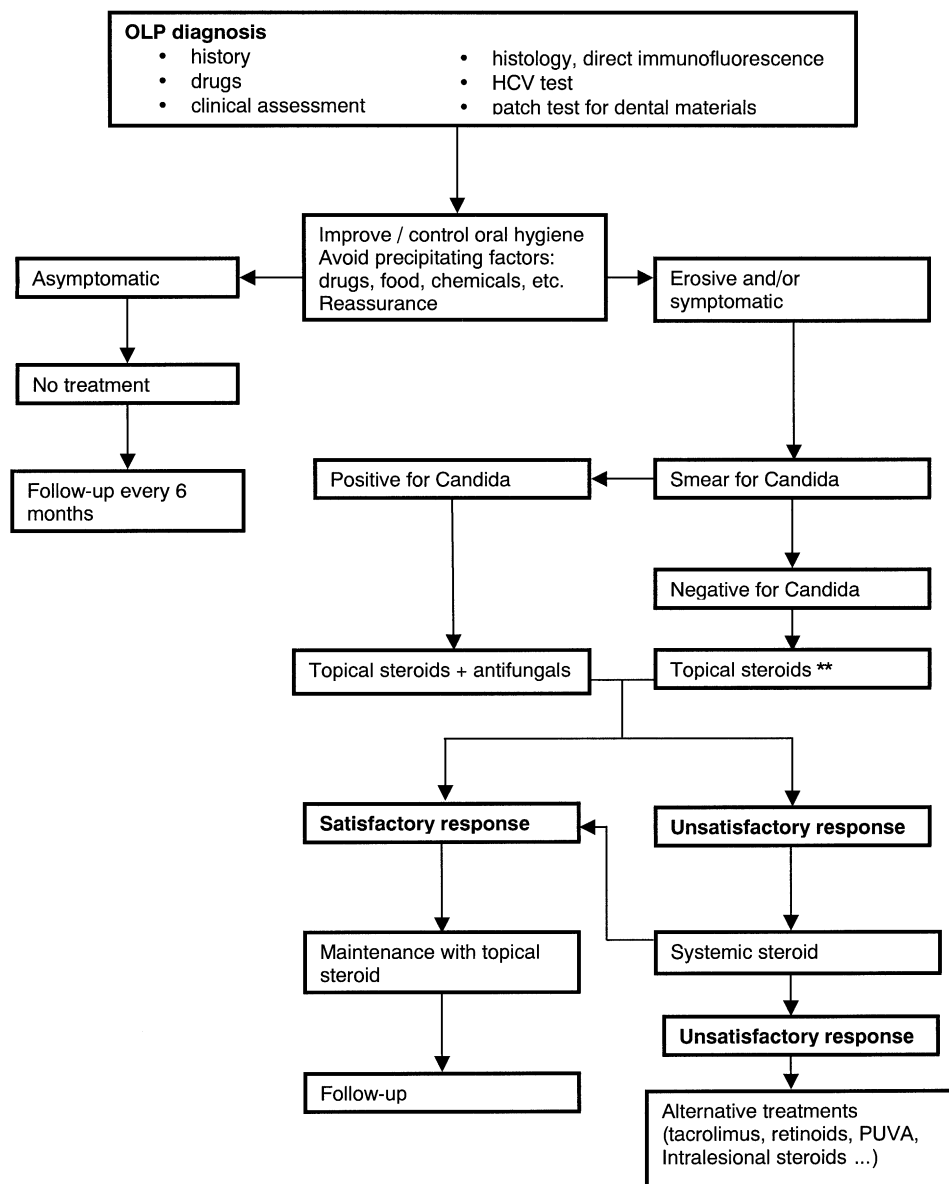 OLP diagnosis
• history
• drugs
• clinical assessment
• histology, direct immunofluorescence
• HCV test
• patch test for dental materials
Improve / control oral hygiene
Avoid precipitating factors:
drugs, food, chemicals, etc.
Reassurance
Asymptomatic
Erosive and/or
symptomatic
No treatment
Follow-up every 6
months
Positive for Candida
Smear for Candida
Negative for Candida
Topical steroids + antifungals
Topical steroids **
Satisfactory response
Unsatisfactory response
Maintenance with topical
steroid
Systemic steroid
Unsatisfactory response
Follow-up
Alternative treatments
(tacrolimus, retinoids, PUVA,
Intralesional steroids ...)